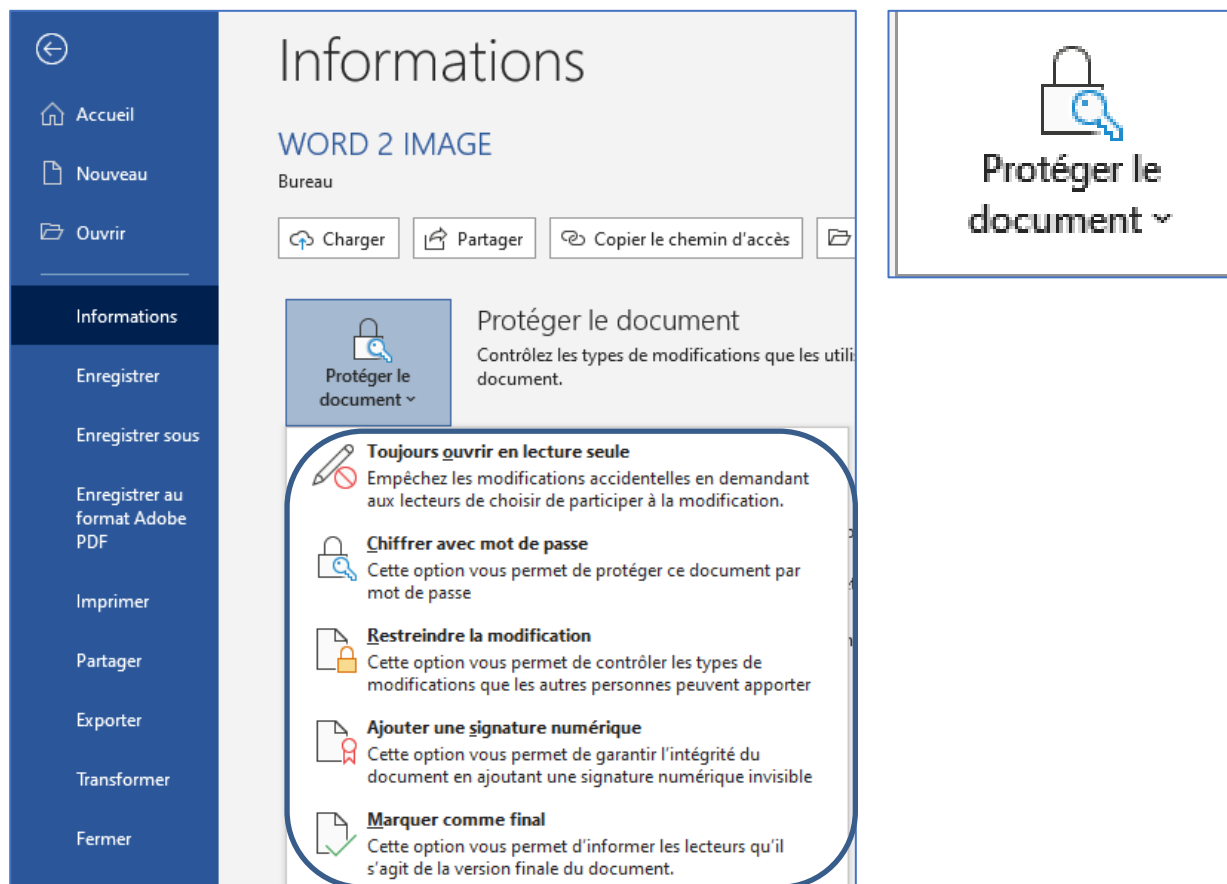 Informations
WORD 2 IMAGE
Bureau
Accueil
Nouveau
Ouvrir
Informations
Enregistrer
Enregistrer sous
Enregistrer au
format Adobe
PDF
Imprimer
Partager
Exporter
Transformer
Fermer
Charger
Partager
Copier le chemin d'accès
Protéger le
document
Protéger le document
Contrôlez les types de modifications que les
document.
Toujours ouvrir en lecture seule
Empêchez les modifications accidentelles en demandant
aux lecteurs de choisir de participer à la modification.
Chiffrer avec mot de passe
Cette option vous permet de protéger ce document par
mot de passe
Restreindre la modification
Cette option vous permet de contrôler les types de
modifications que les autres personnes peuvent apporter
Ajouter une signature numérique
Cette option vous permet de garantir l'intégrité du
document en ajoutant une signature numérique invisible
Marquer comme final
Cette option vous permet d'informer les lecteurs qu'il
s'agit de la version finale du document.
Protéger le
document